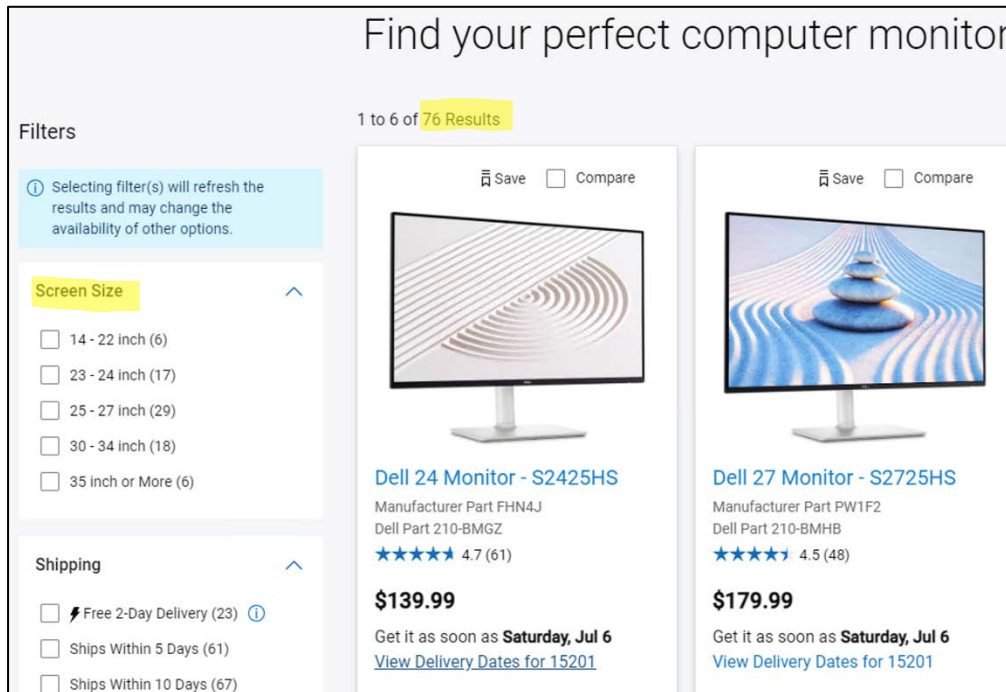 Find your perfect computer monitor
Filters
1 to 6 of 76 Results
Selecting filter(s) will refresh the
results and may change the
availability of other options.
Screen Size
14 - 22 inch (6)
23 - 24 inch (17)
25 - 27 inch (29)
30 - 34 inch (18)
35 inch or More (6)
Shipping
Free 2-Day Delivery (23)
Ships Within 5 Days (61)
Ships Within 10 Days (67)
Save Compare
Dell 24 Monitor - S2425HS
Manufacturer Part FHN4J
Dell Part 210-BMGZ
4.7 (61)
$139.99
Get it as soon as Saturday, Jul 6
View Delivery Dates for 15201
Save Compare
Dell 27 Monitor - S2725HS
Manufacturer Part PW1F2
Dell Part 210-BMHB
4.5 (48)
$179.99
Get it as soon as Saturday, Jul 6
View Delivery Dates for 15201